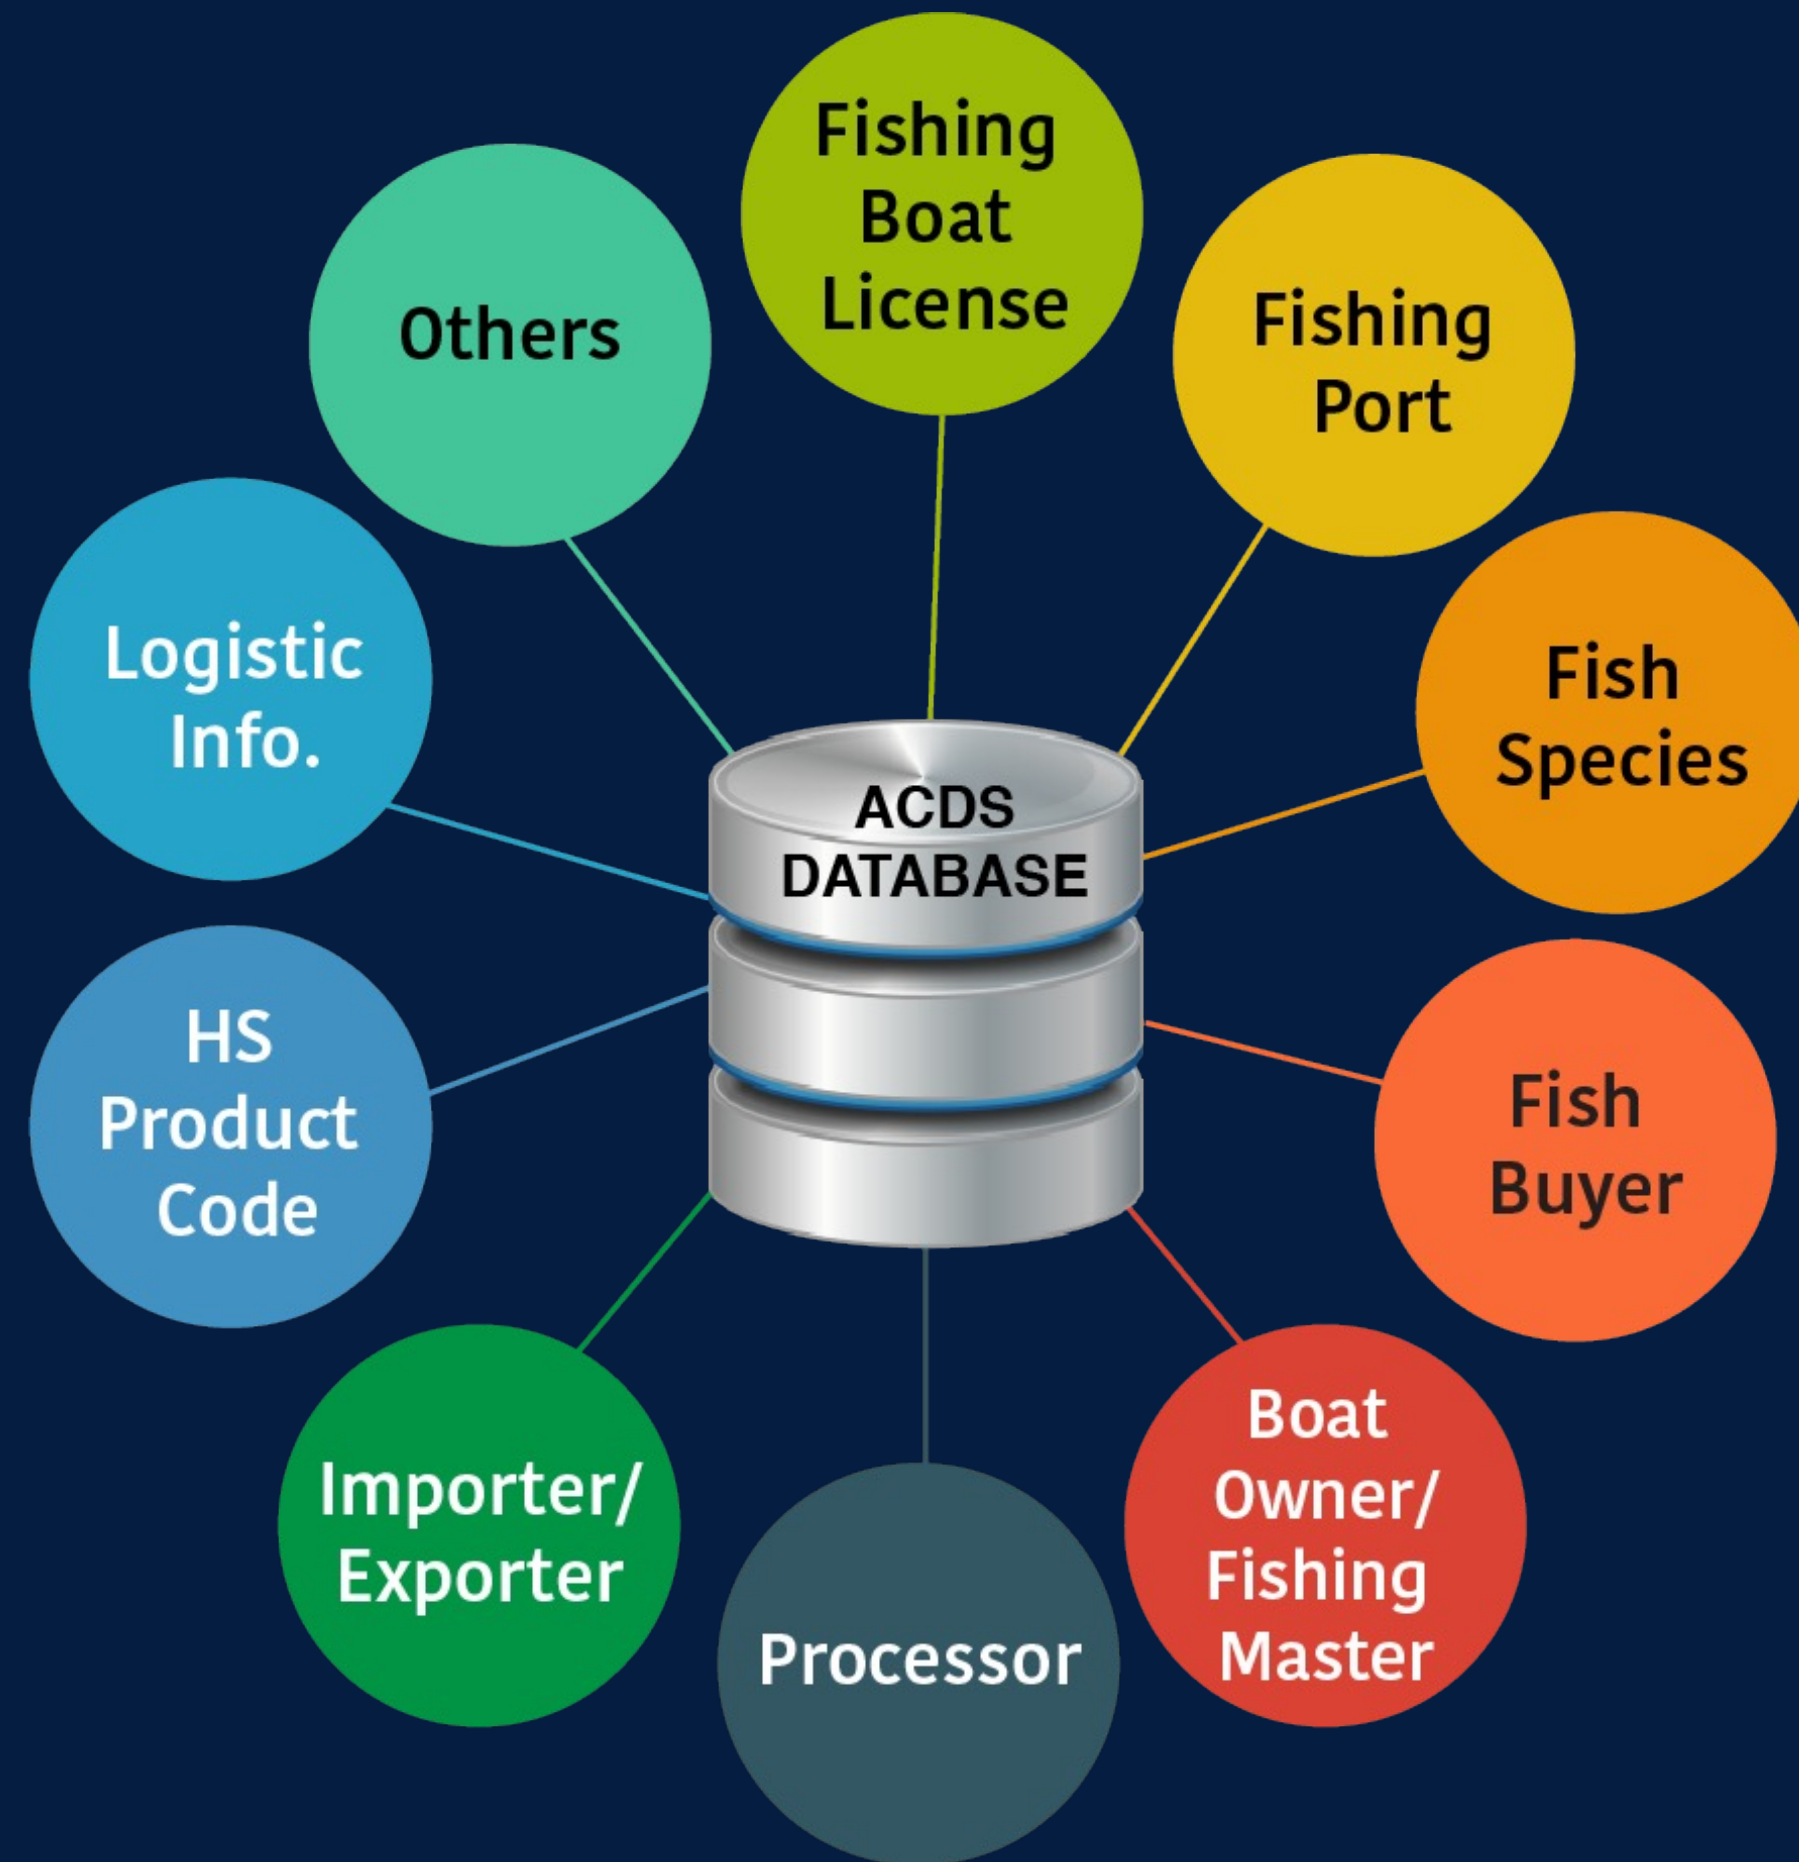 Fishing
Boat
License
Fishing
Port
Fish
Species
Fish
Buyer
Boat
Owner/
Fishing
Master
Processor
Importer/
Exporter
HS
Product
Code
Logistic
Info.
Others
ACDS
DATABASE